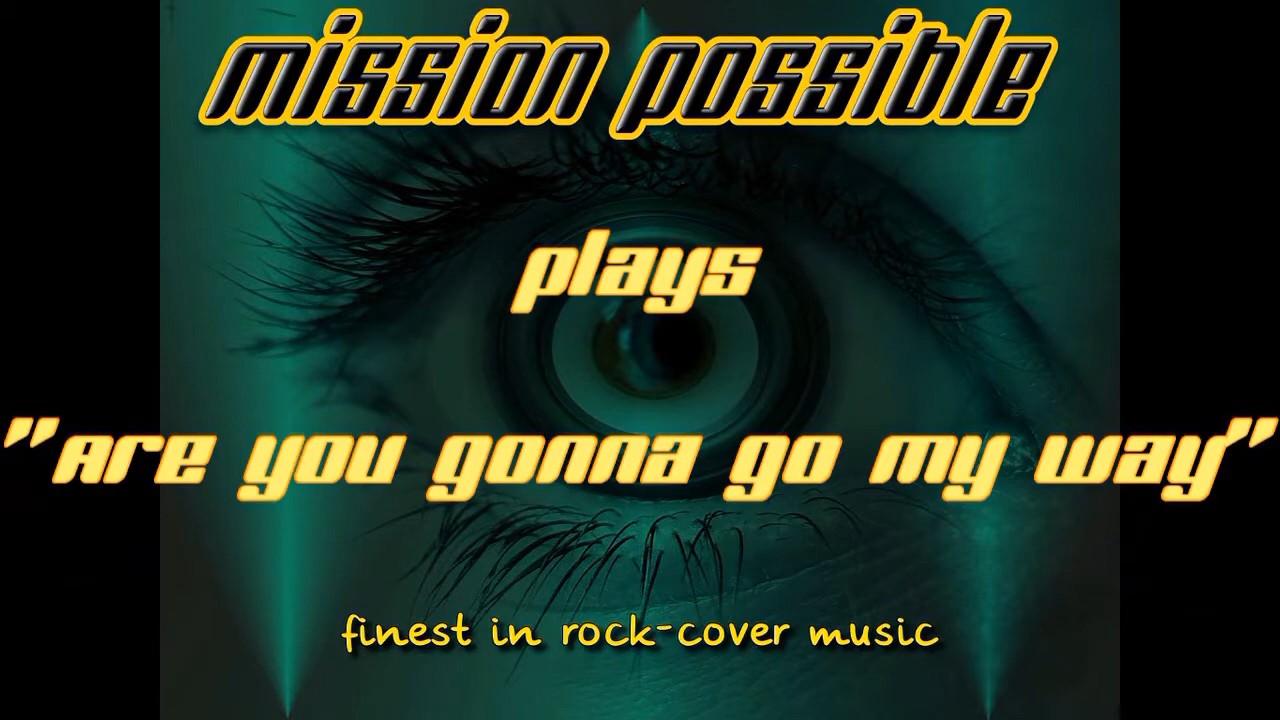 mission possible
plays
"Are you gonna go my way"
finest in rock-cover music